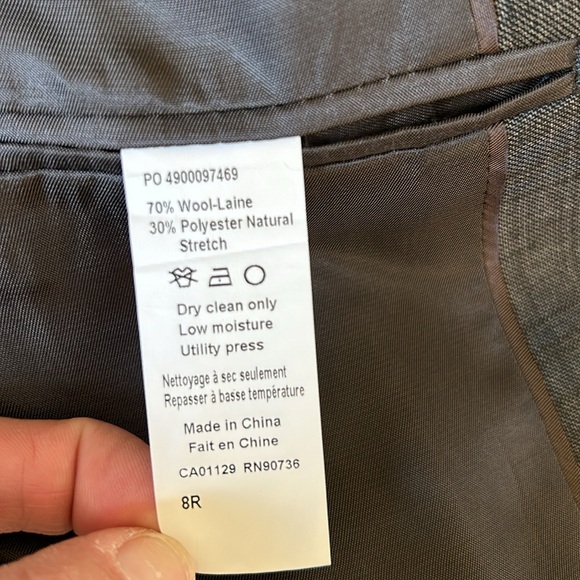 PO 4900097469
70% Wool-Laine
30% Polyester Natural
Stretch
Dry clean only
Low moisture
Utility press
Nettoyage à sec seulement
Repasser à basse température
Made in China
Fait en Chine
CA01129 RN90736
8R